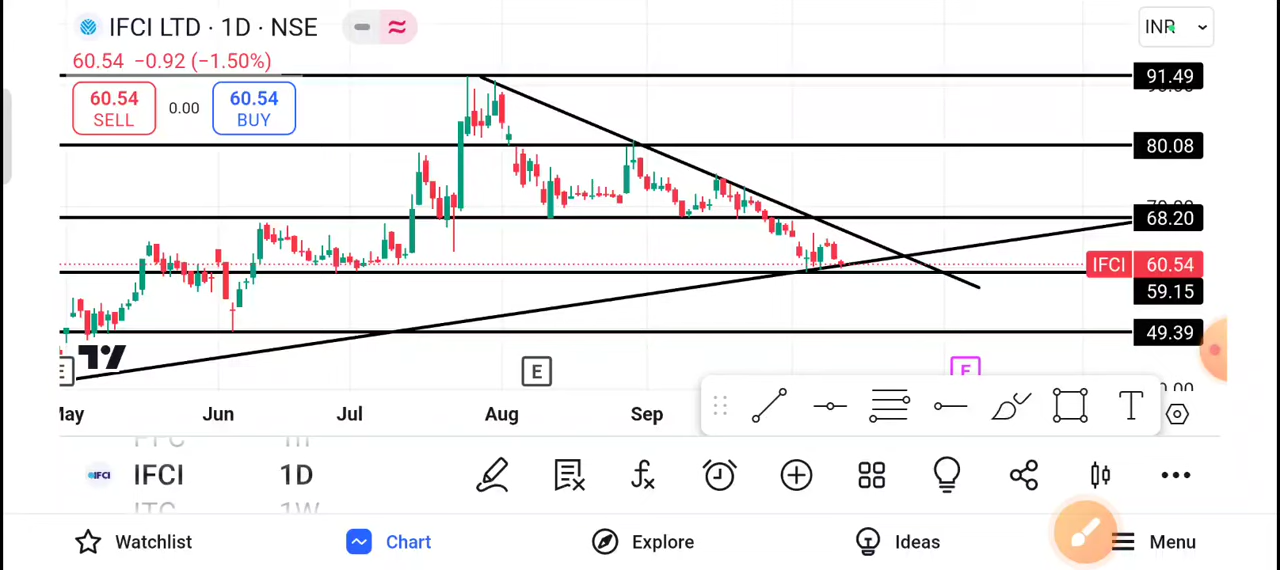 IFCI LTD · 1D · NSE
INR
60.54 −0.92 (−1.50%)
60.54
SELL
0.00
60.54
BUY
91.49
80.08
68.20
IFCI 60.54
59.15
49.39
E
E
May Jun Jul Aug Sep
T
IFCI 1D
IFCI
1W
Watchlist
Chart
Explore
Ideas
Menu